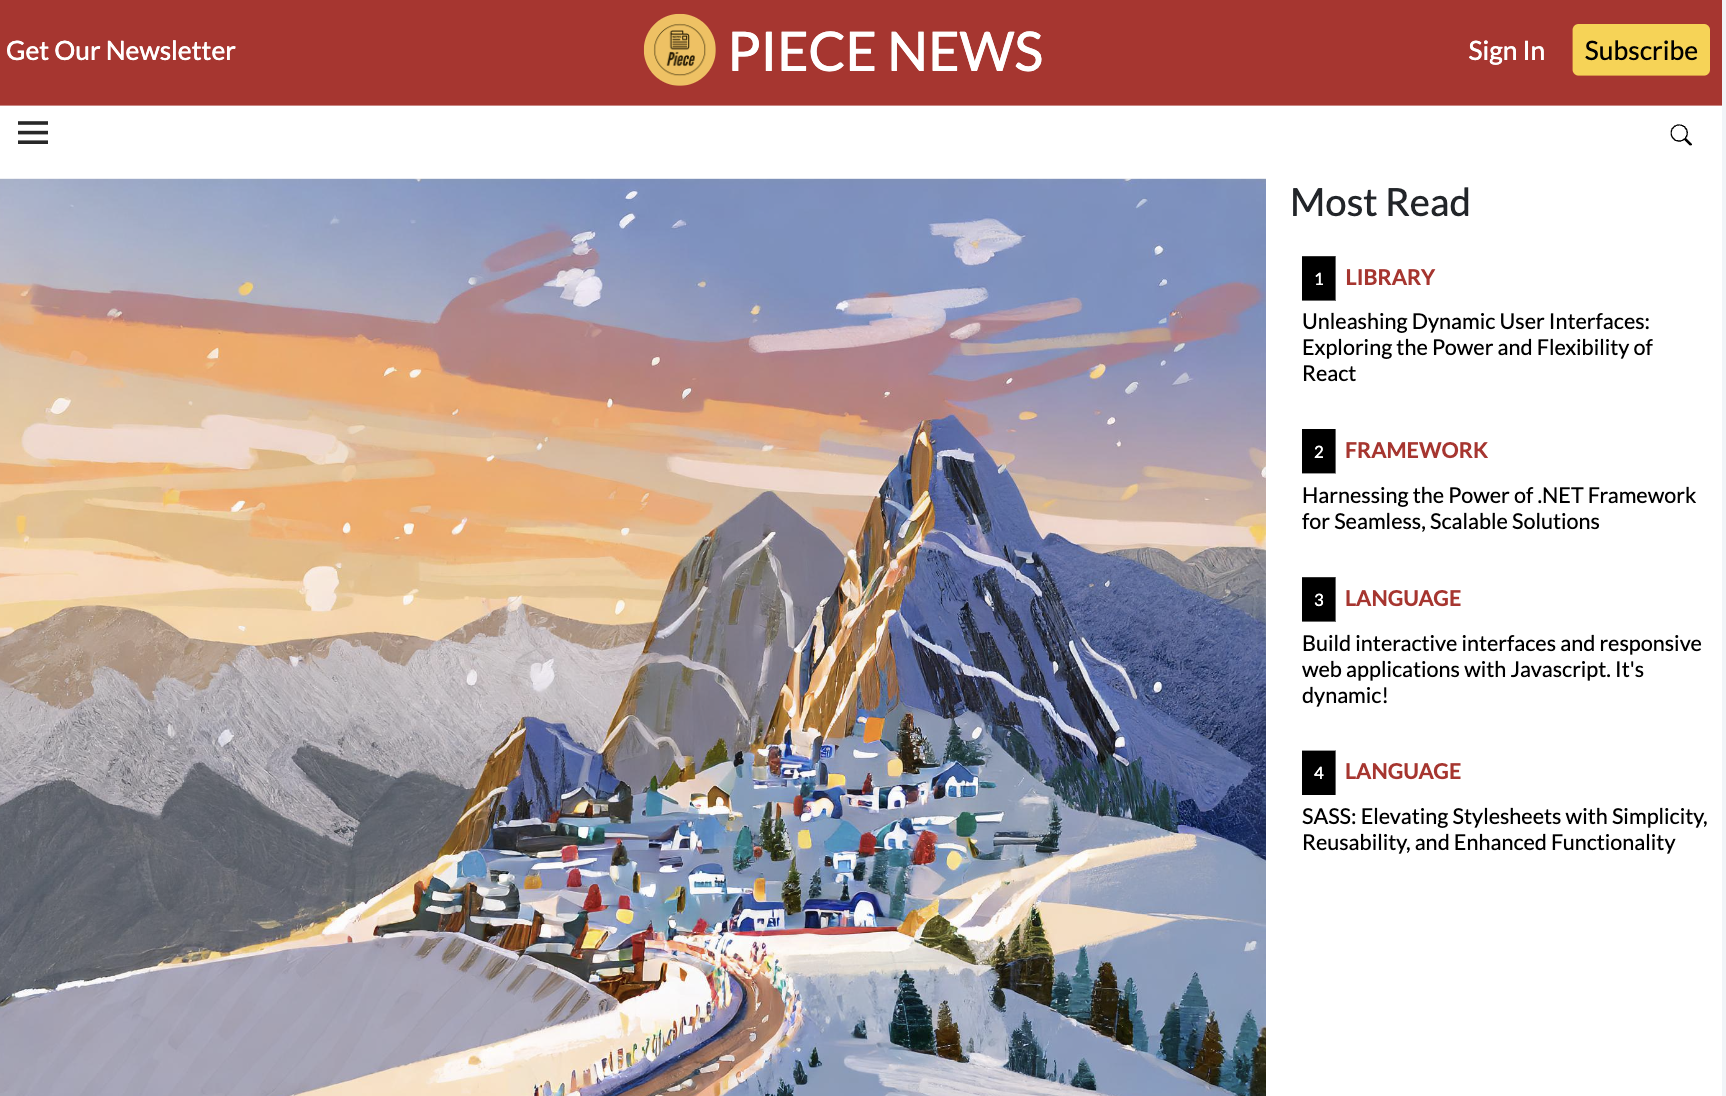 Get Our Newsletter
Piece
PIECE NEWS
Sign In
Subscribe
Most Read
1 LIBRARY
Unleashing Dynamic User Interfaces:
Exploring the Power and Flexibility of
React
2 FRAMEWORK
Harnessing the Power of .NET Framework
for Seamless, Scalable Solutions
3 LANGUAGE
Build interactive interfaces and responsive
web applications with Javascript. It's
dynamic!
4 LANGUAGE
SASS: Elevating Stylesheets with Simplicity,
Reusability, and Enhanced Functionality